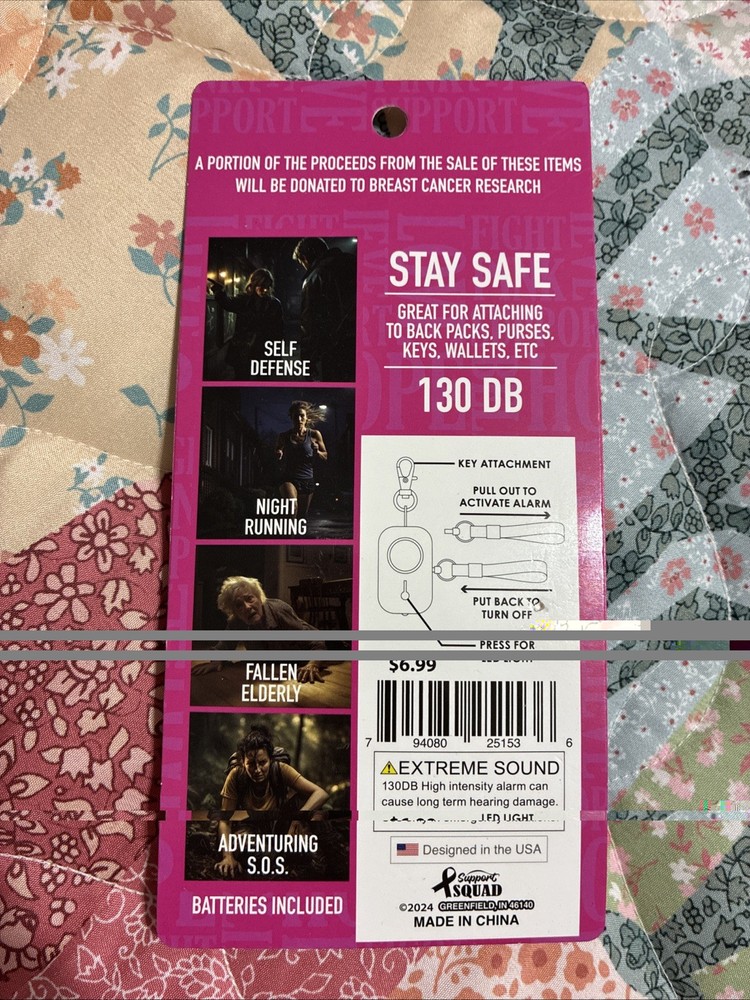 A PORTION OF THE PROCEEDS FROM THE SALE OF THESE ITEMS
WILL BE DONATED TO BREAST CANCER RESEARCH
SELF
DEFENSE
NIGHT
RUNNING
FALLEN
ELDERLY
ADVENTURING
S.O.S.
BATTERIES INCLUDED
STAY SAFE
GREAT FOR ATTACHING
TO BACK PACKS, PURSES,
KEYS, WALLETS, ETC
130 DB
KEY ATTACHMENT
PULL OUT TO
ACTIVATE ALARM
PUT BACK TO
TURN OFF
PRESS FOR
LED LIGHT
$6.99
7 94080 25153 6
EXTREME SOUND
130DB High intensity alarm can
cause long term hearing damage.
LED LIGHT
Designed in the USA
Support
SQUAD
©2024 GREENFIELD, IN 46140
MADE IN CHINA